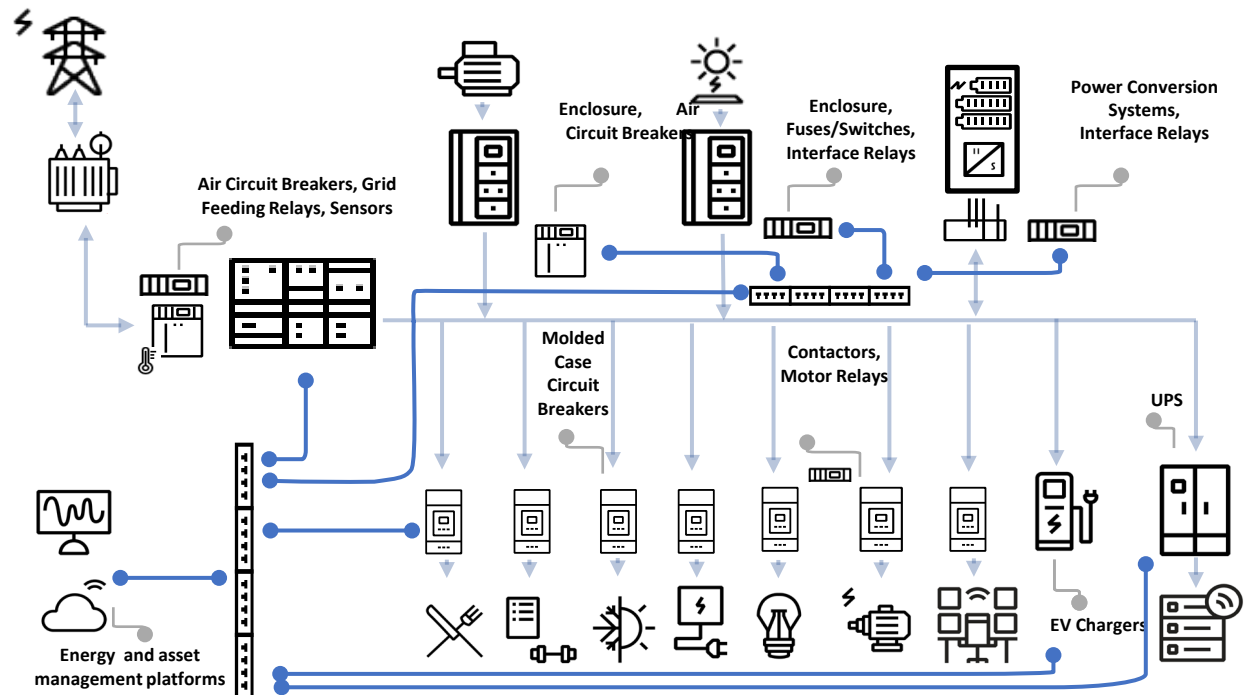 Air Circuit Breakers, Grid
Feeding Relays, Sensors
Enclosure, Air
Circuit Breakers
Enclosure,
Fuses/Switches,
Interface Relays
Power Conversion
Systems,
Interface Relays
Molded
Case
Circuit
Breakers
Contactors,
Motor Relays
UPS
EV Chargers
Energy and asset
management platforms